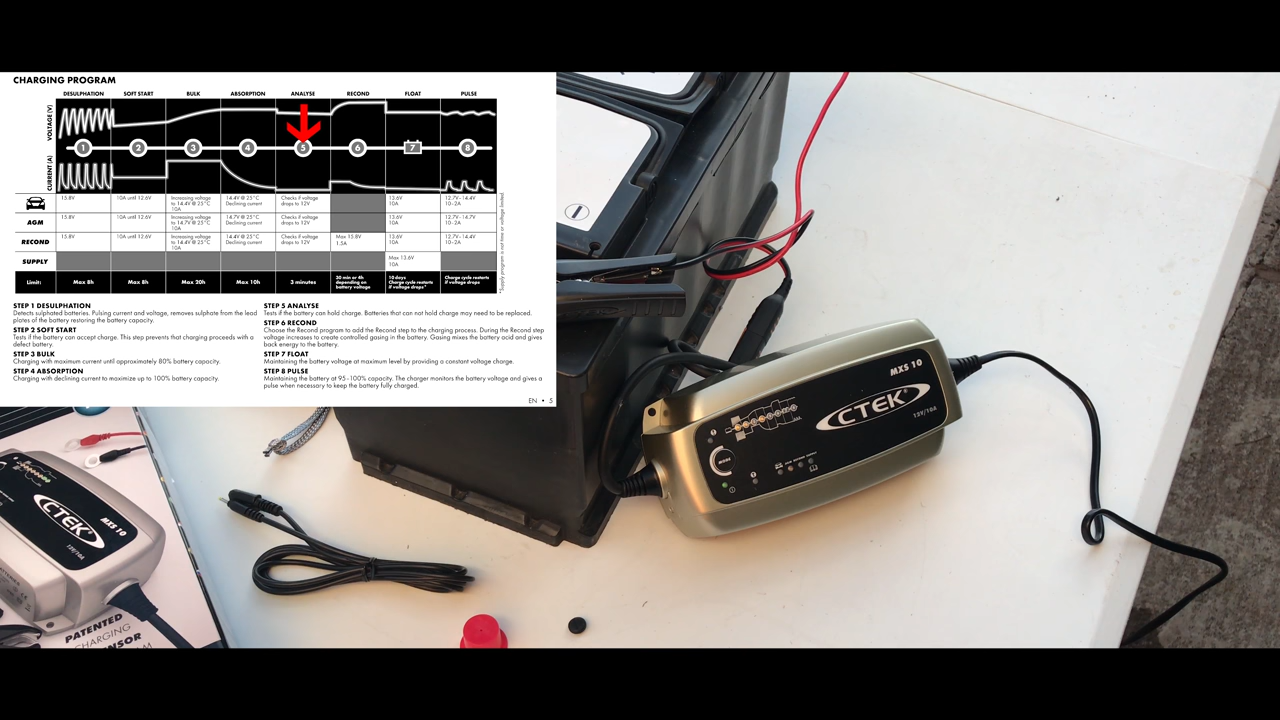 CHARGING PROGRAM
DESULPHATION SOFT START BULK ABSORPTION ANALYSE RECOND FLOAT PULSE
VOLTAGE (V)
1 2 3 4 5 6 7 8
CURRENT (A)
15.8V 10A until 12.6V Increasing voltage to 14.4V @ 25°C 10A 14.4V @ 25°C Declining current Checks if voltage drops to 12V 13.6V 10A 12.7V–14.4V 10-2A
AGM 15.8V 10A until 12.6V Increasing voltage to 14.7V @ 25°C 10A 14.7V @ 25°C Declining current Checks if voltage drops to 12V 13.6V 10A 12.7V–14.7V 10-2A
RECOND 15.8V 10A until 12.6V Increasing voltage to 14.4V @ 25°C 10A 14.4V @ 25°C Declining current Checks if voltage drops to 12V Max 15.8V 1.5A 13.6V 10A 12.7V–14.4V 10-2A
SUPPLY Max 13.6V 10A
Limit: Max 8h Max 8h Max 20h Max 10h 3 minutes 30 min or 4h depending on battery voltage 10 days Charge cycle restarts if voltage drops* Charge cycle restarts if voltage drops
*Supply program is not time or voltage limited.
STEP 1 DESULPHATION
Detects sulphated batteries. Pulsing current and voltage, removes sulphate from the lead
plates of the battery restoring the battery capacity.
STEP 2 SOFT START
Tests if the battery can accept charge. This step prevents that charging proceeds with a
defect battery.
STEP 3 BULK
Charging with maximum current until approximately 80% battery capacity.
STEP 4 ABSORPTION
Charging with declining current to maximize up to 100% battery capacity.
STEP 5 ANALYSE
Tests if the battery can hold charge. Batteries that can not hold charge may need to be replaced.
STEP 6 RECOND
Choose the Recond program to add the Recond step to the charging process. During the Recond step
voltage increases to create controlled gasing in the battery. Gasing mixes the battery acid and gives
back energy to the battery.
STEP 7 FLOAT
Maintaining the battery voltage at maximum level by providing a constant voltage charge.
STEP 8 PULSE
Maintaining the battery at 95–100% capacity. The charger monitors the battery voltage and gives a
pulse when necessary to keep the battery fully charged.
EN • 5
MXS 10
CTEK
12V/10A
MODE
MXS 10
CTEK
12V/10A
PATENTED
CHARGING